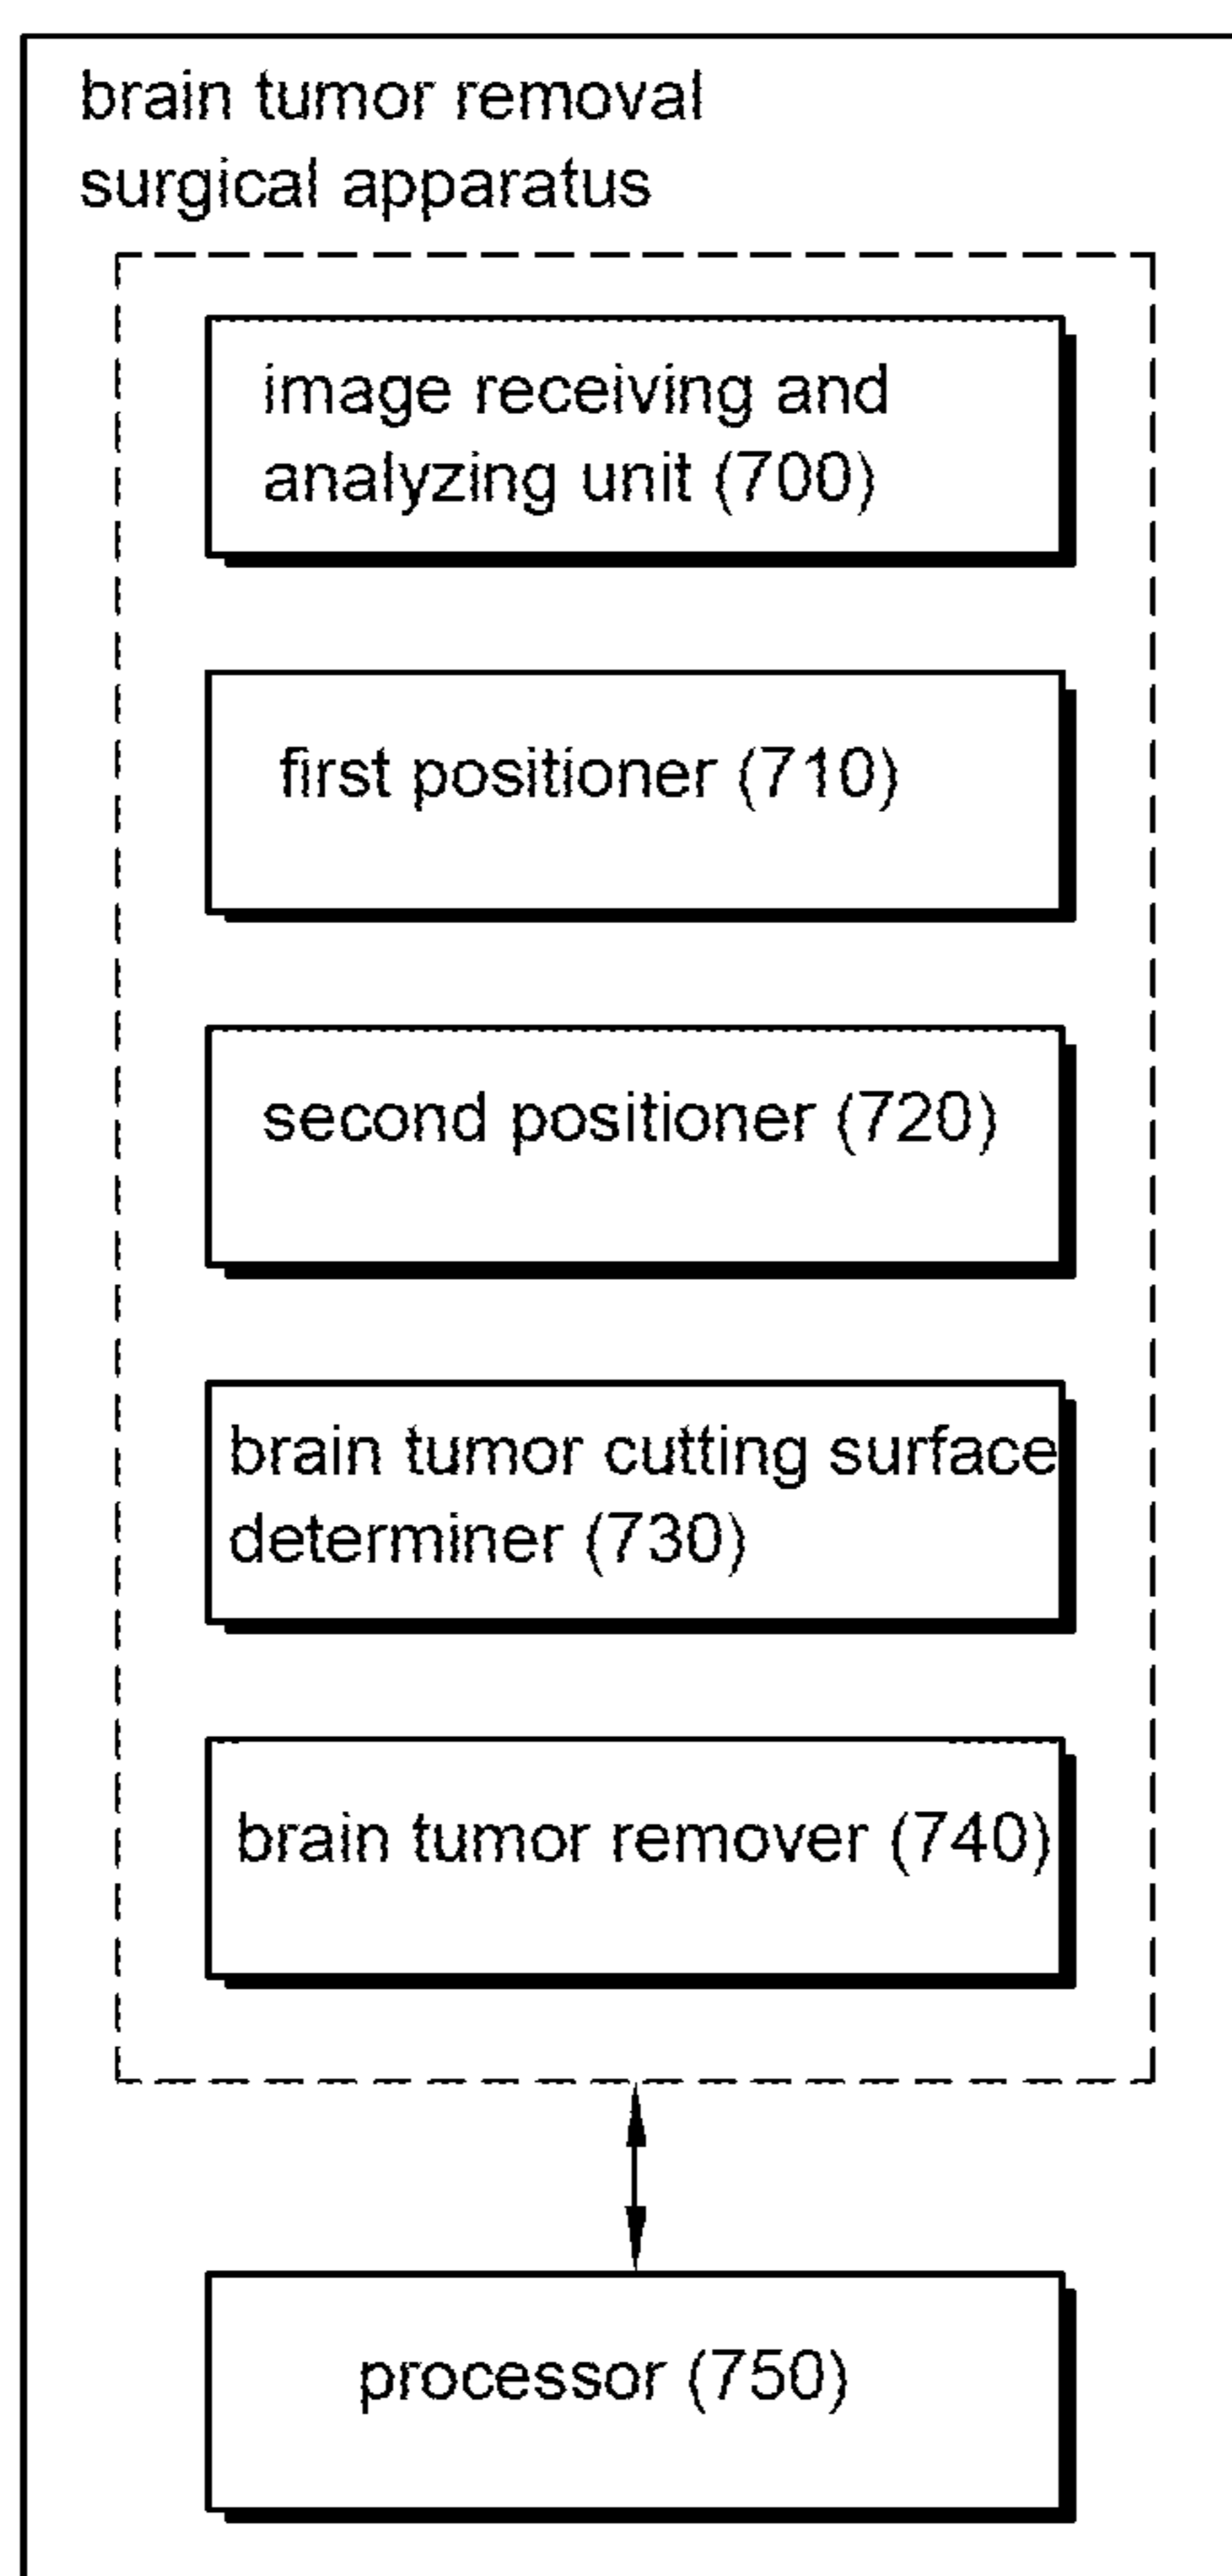 brain tumor removal
surgical apparatus
image receiving and
analyzing unit (700)
first positioner (710)
second positioner (720)
brain tumor cutting surface
determiner (730)
brain tumor remover (740)
processor (750)